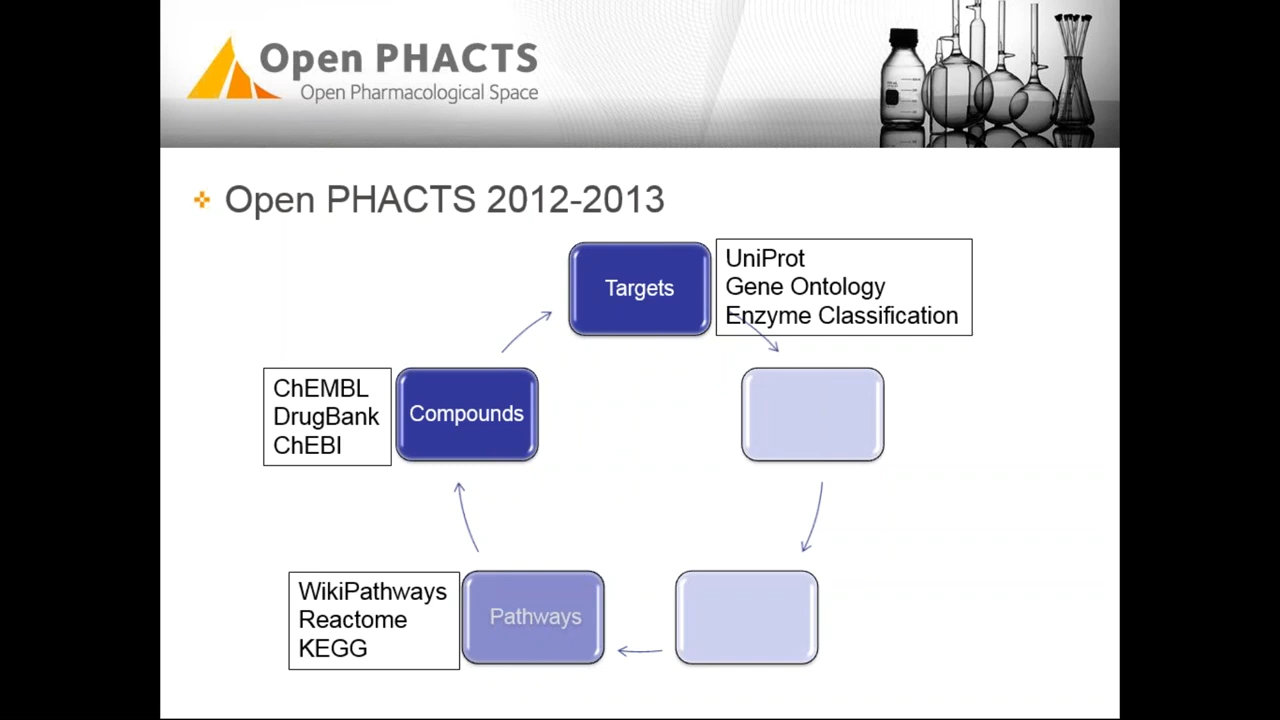 Open PHACTS
Open Pharmacological Space
Open PHACTS 2012-2013
Targets
UniProt
Gene Ontology
Enzyme Classification
ChEMBL
DrugBank
ChEBI
Compounds
WikiPathways
Reactome
KEGG
Pathways